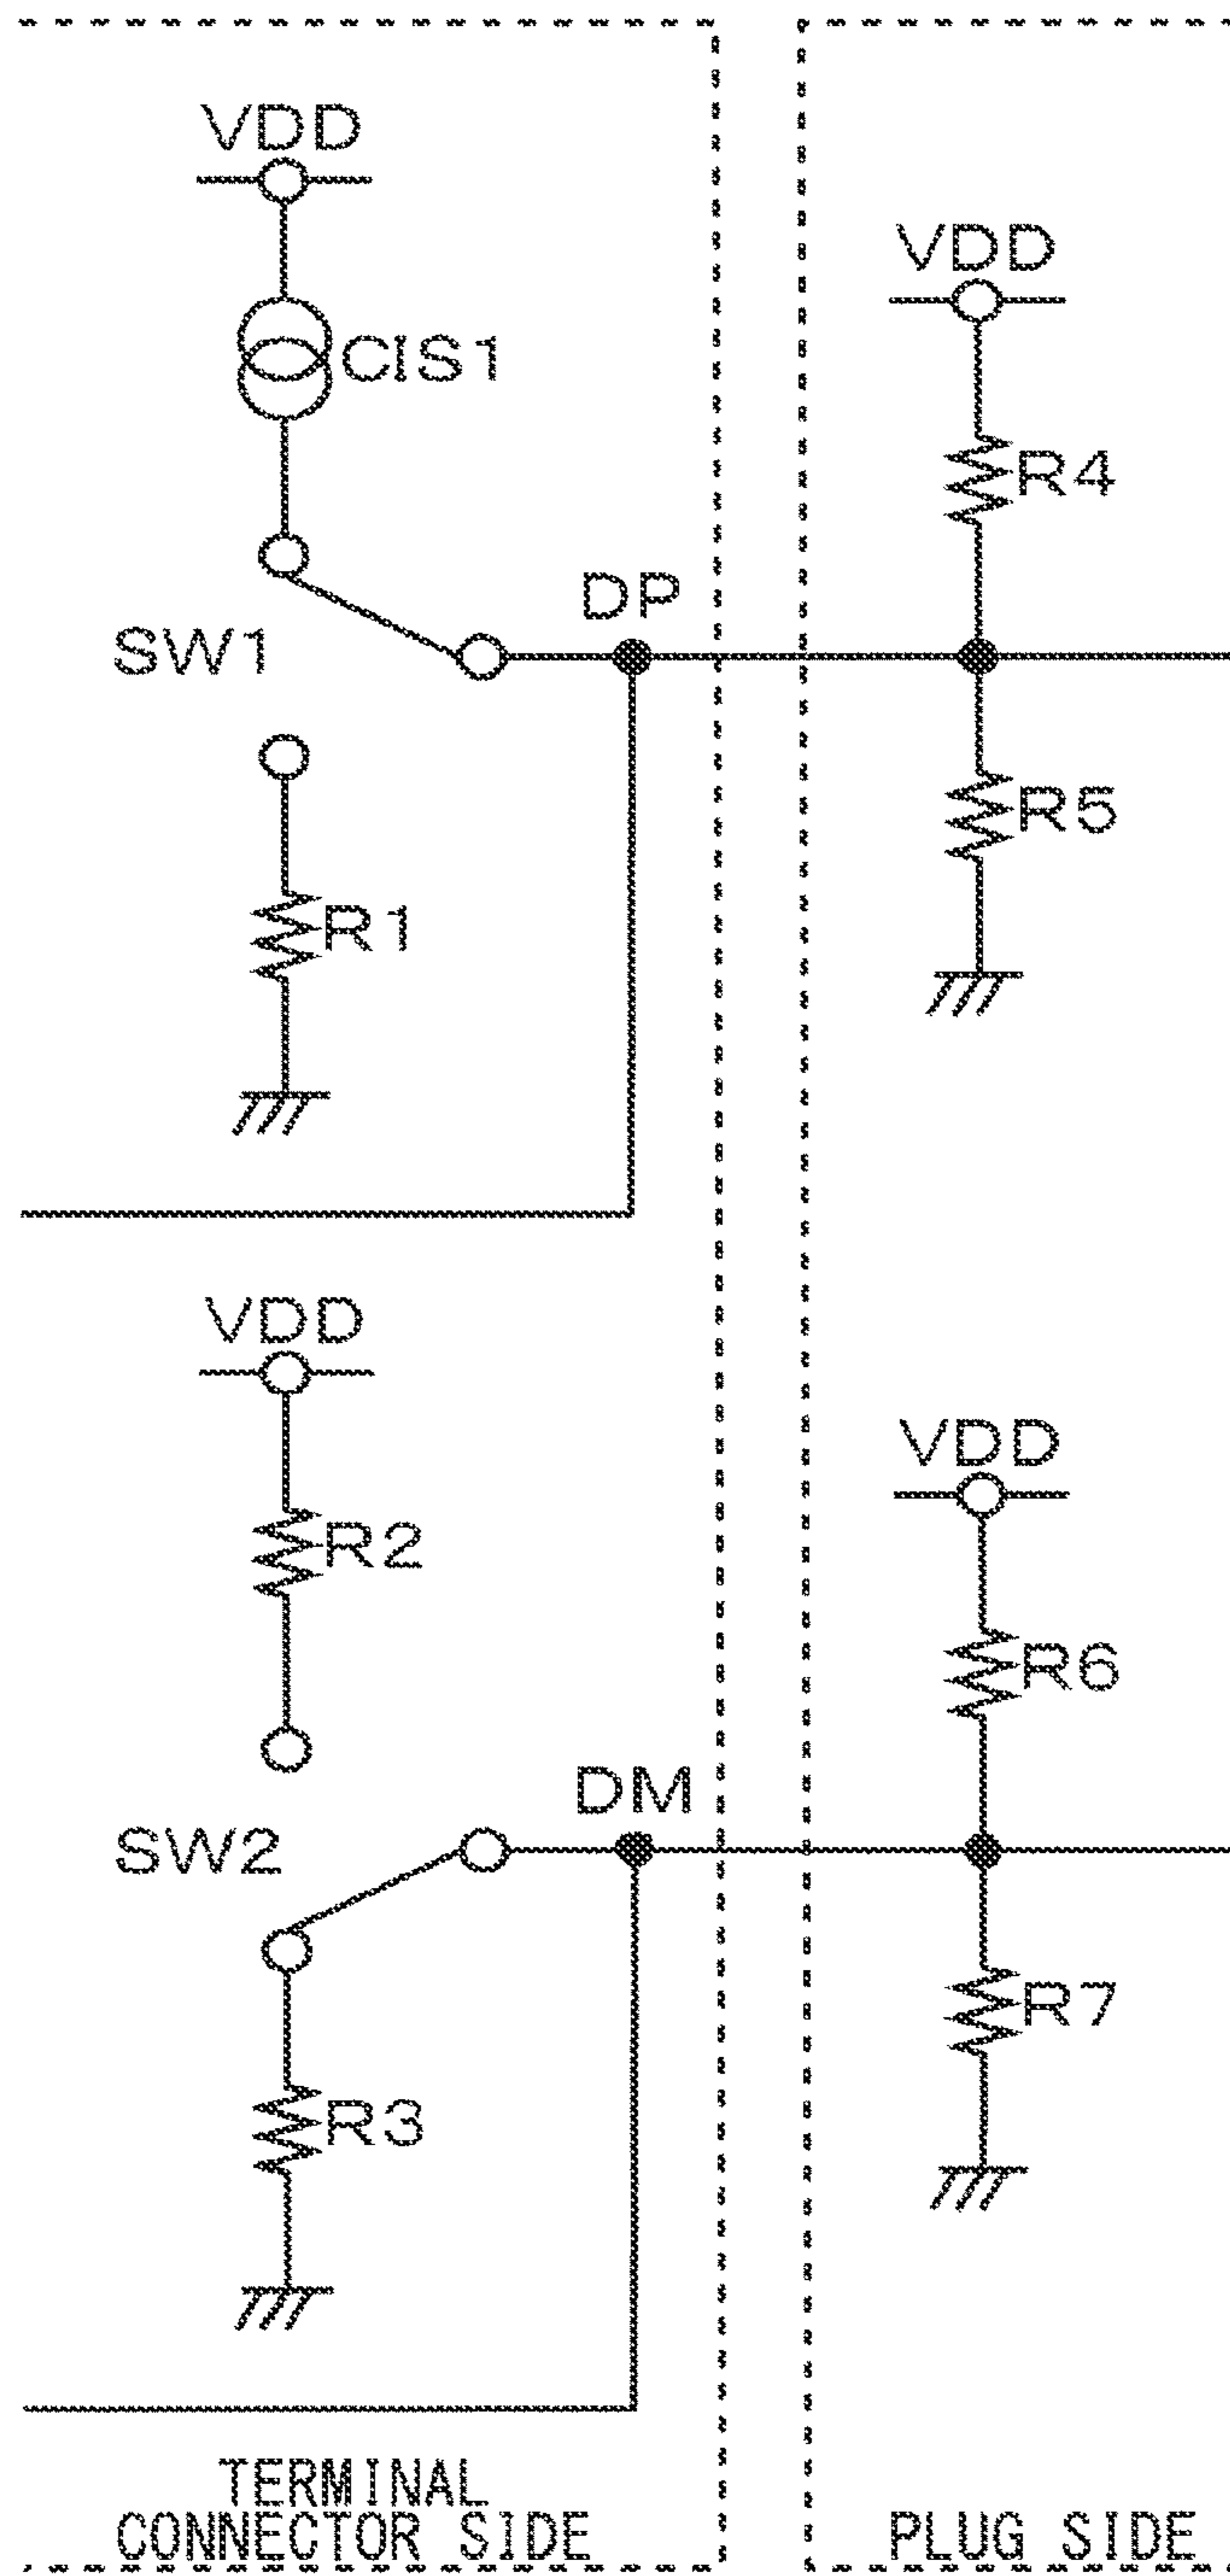 VDD
CIS1
VDD
R4
DP
SW1
R5
R1
VDD
VDD
R2
R6
DM
SW2
R7
R3
TERMINAL
CONNECTOR SIDE
PLUG SIDE